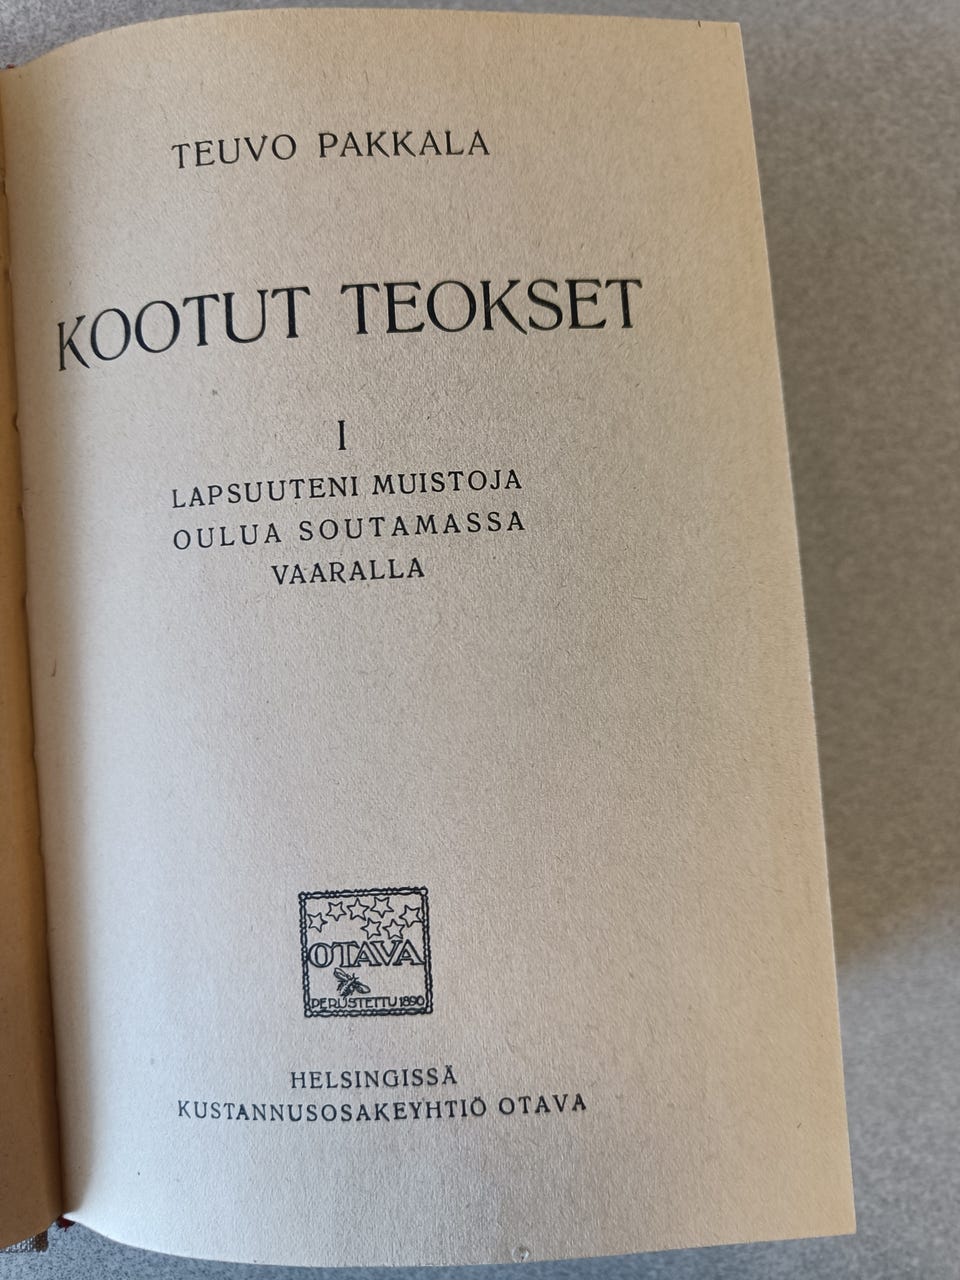 TEUVO PAKKALA
KOOTUT TEOKSET
I
LAPSUUTENI MUISTOJA
OULUA SOUTAMASSA
VAARALLA
OTAVA
PERUSTETTU 1890
HELSINGISSÄ
KUSTANNUSOSAKEYHTIÖ OTAVA